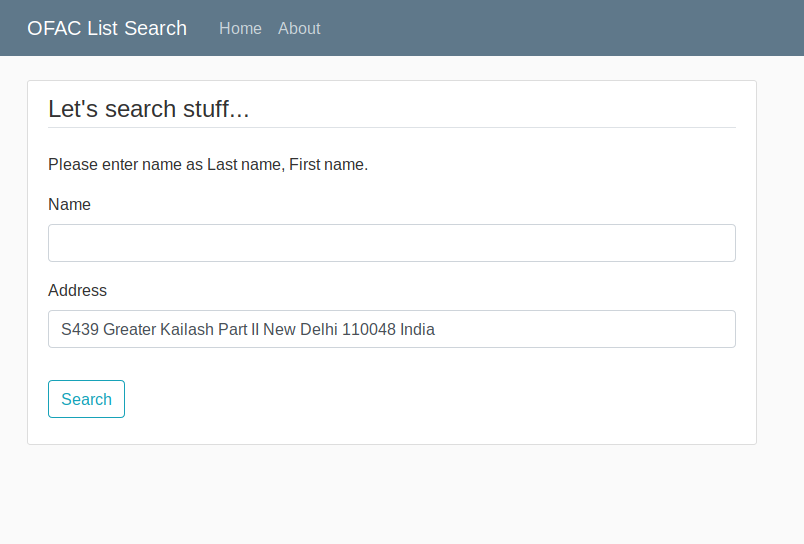 OFAC List Search Home About
Let's search stuff...
Please enter name as Last name, First name.
Name
Address
S439 Greater Kailash Part II New Delhi 110048 India
Search